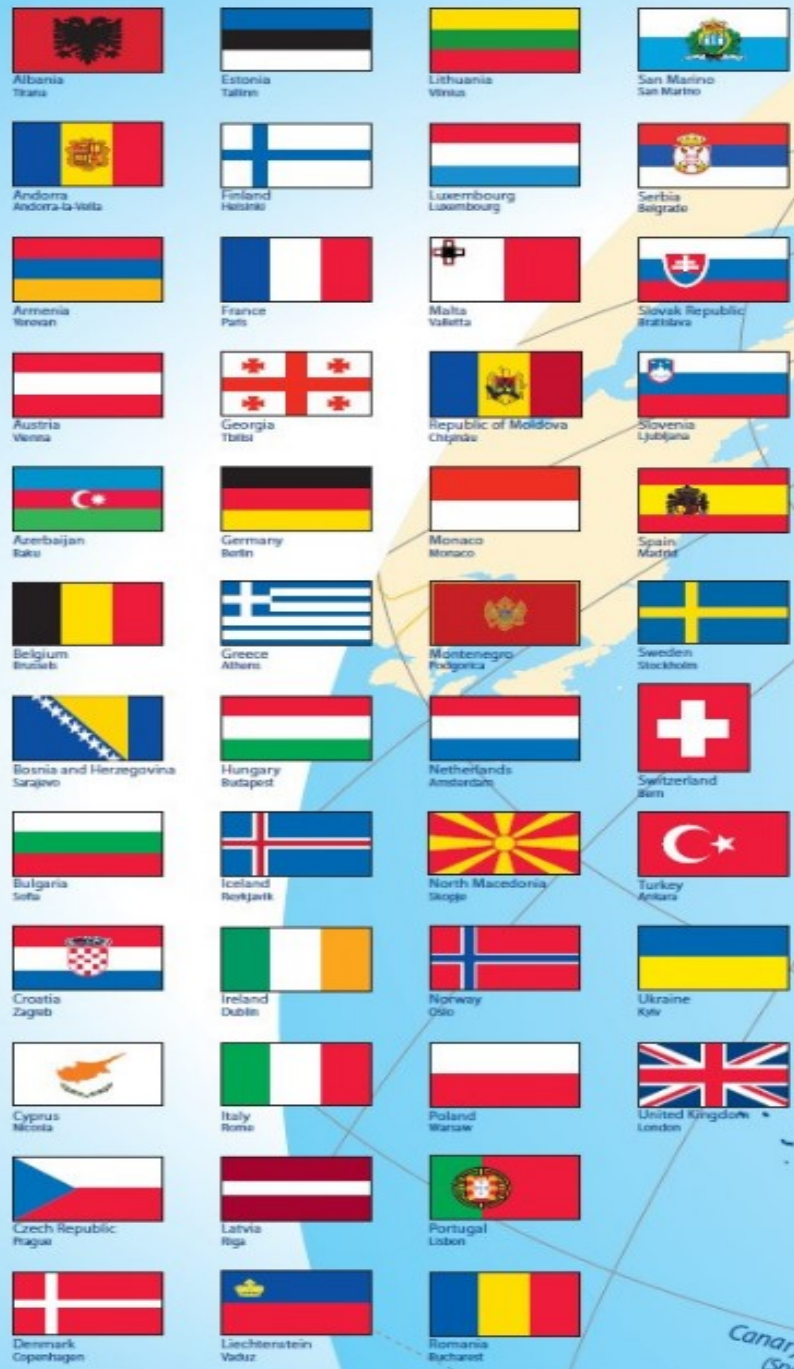 Albania
Tirana
Andorra
Andorra-la-Vella
Armenia
Yerevan
Austria
Vienna
Azerbaijan
Baku
Belgium
Brussels
Bosnia and Herzegovina
Sarajevo
Bulgaria
Sofia
Croatia
Zagreb
Cyprus
Nicosia
Czech Republic
Prague
Denmark
Copenhagen
Estonia
Tallinn
Finland
Helsinki
France
Paris
Georgia
Tbilisi
Germany
Berlin
Greece
Athens
Hungary
Budapest
Iceland
Reykjavik
Ireland
Dublin
Italy
Rome
Latvia
Riga
Liechtenstein
Vaduz
Lithuania
Vilnius
Luxembourg
Luxembourg
Malta
Valletta
Republic of Moldova
Chişinău
Monaco
Monaco
Montenegro
Podgorica
Netherlands
Amsterdam
North Macedonia
Skopje
Norway
Oslo
Poland
Warsaw
Portugal
Lisbon
Romania
Bucharest
San Marino
San Marino
Serbia
Belgrade
Slovak Republic
Bratislava
Slovenia
Ljubljana
Spain
Madrid
Sweden
Stockholm
Switzerland
Bern
Turkey
Ankara
Ukraine
Kyiv
United Kingdom
London